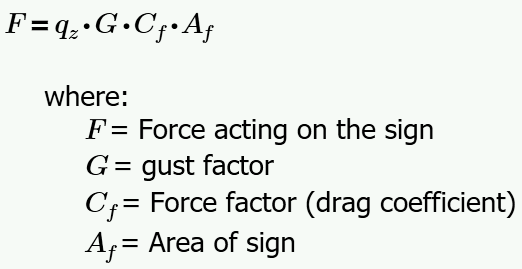 F = q_z · G · C_f · A_f
where:
F = Force acting on the sign
G = gust factor
C_f = Force factor (drag coefficient)
A_f = Area of sign